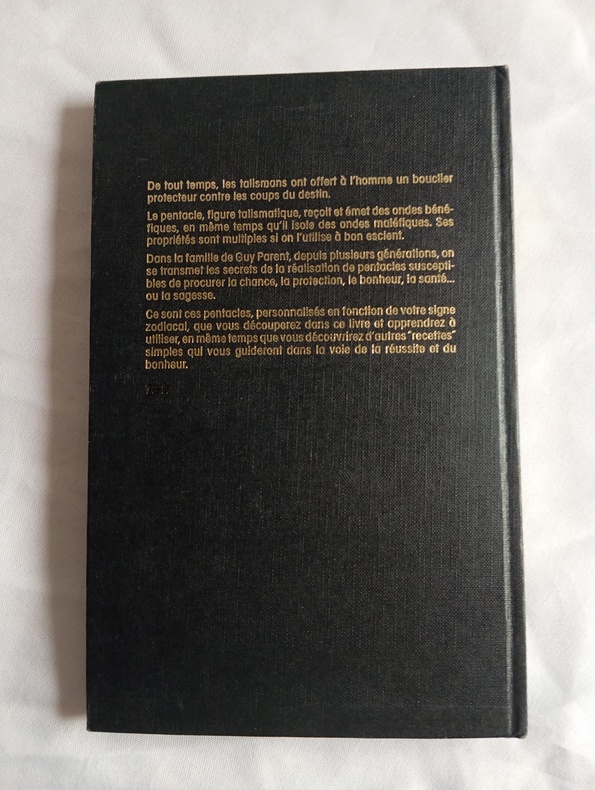 De tout temps, les talismans ont offert à l'homme un bouclier
protecteur contre les coups du destin.
Le pentacle, figure talismatique, reçoit et émet des ondes béné-
fiques, en même temps qu'il isole des ondes maléfiques. Ses
propriétés sont multiples si on l'utilise à bon escient.
Dans la famille de Guy Parent, depuis plusieurs générations, on
se transmet les secrets de la réalisation de pentacles suscepti-
bles de procurer la chance, la protection, le bonheur, la santé...
ou la sagesse.
Ce sont ces pentacles, personnalisés en fonction de votre signe
zodiacal, que vous découperez dans ce livre et apprendrez à
utiliser, en même temps que vous découvrirez d'autres "recettes"
simples qui vous guideront dans la voie de la réussite et du
bonheur.